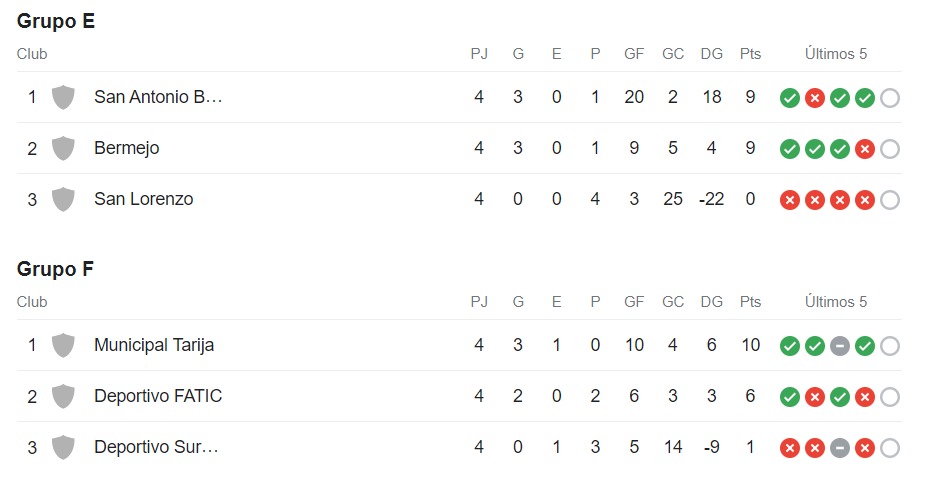 Grupo E
Club PJ G E P GF GC DG Pts Últimos 5
1 San Antonio B... 4 3 0 1 20 2 18 9
2 Bermejo 4 3 0 1 9 5 4 9
3 San Lorenzo 4 0 0 4 3 25 -22 0
Grupo F
Club PJ G E P GF GC DG Pts Últimos 5
1 Municipal Tarija 4 3 1 0 10 4 6 10
2 Deportivo FATIC 4 2 0 2 6 3 3 6
3 Deportivo Sur... 4 0 1 3 5 14 -9 1